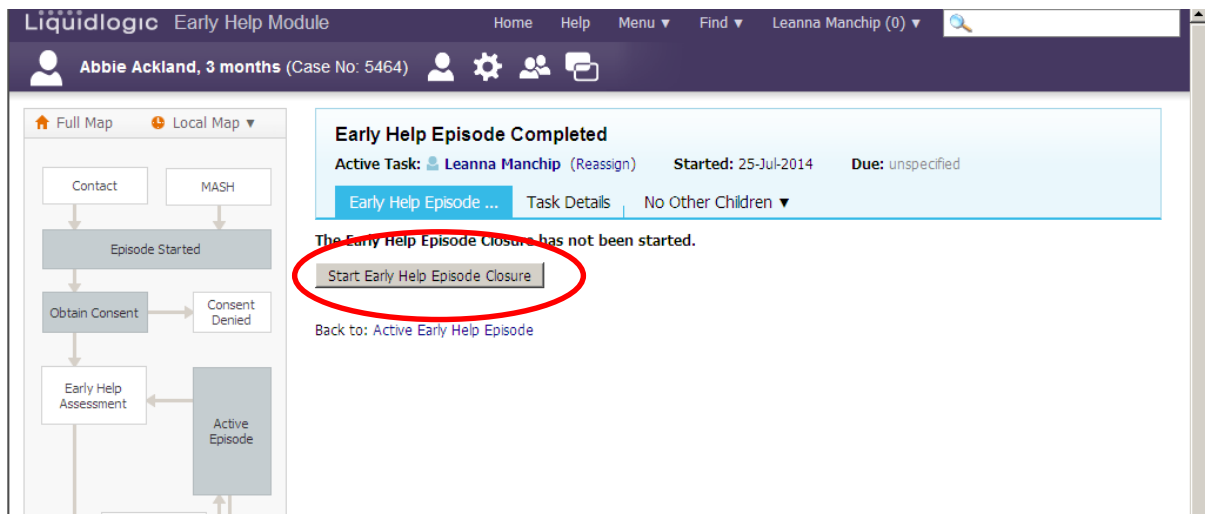 Liquidlogic Early Help Module Home Help Menu ▼ Find ▼ Leanna Manchip (0) ▼
Abbie Ackland, 3 months (Case No: 5464)
Full Map Local Map ▼
Contact
MASH
Episode Started
Obtain Consent
Consent
Denied
Early Help
Assessment
Active
Episode
Early Help Episode Completed
Active Task: Leanna Manchip (Reassign) Started: 25-Jul-2014 Due: unspecified
Early Help Episode ... Task Details No Other Children ▼
The Early Help Episode Closure has not been started.
Start Early Help Episode Closure
Back to: Active Early Help Episode